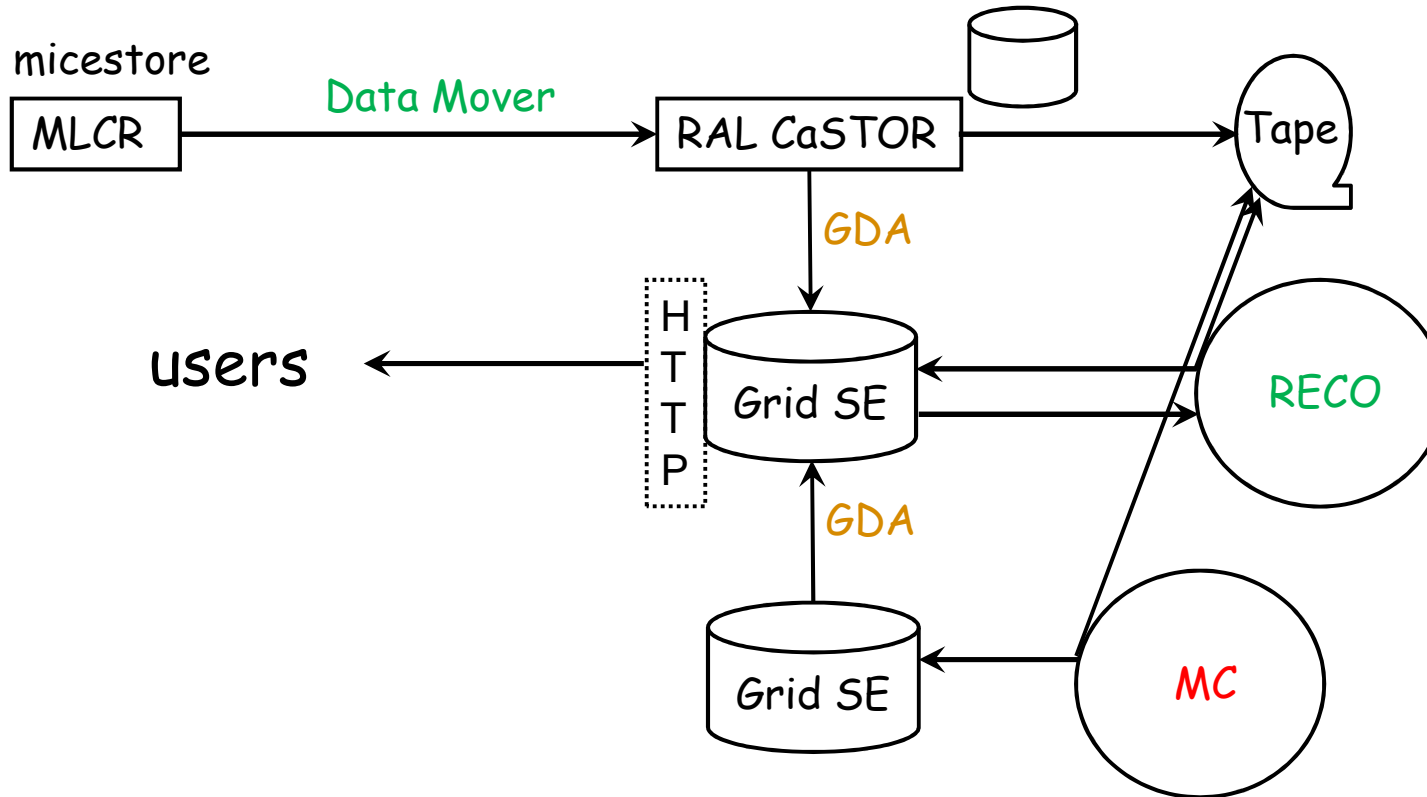 micestore
MLCR
Data Mover
RAL CaSTOR
Tape
GDA
users
H
T
T
P
Grid SE
RECO
GDA
Grid SE
MC